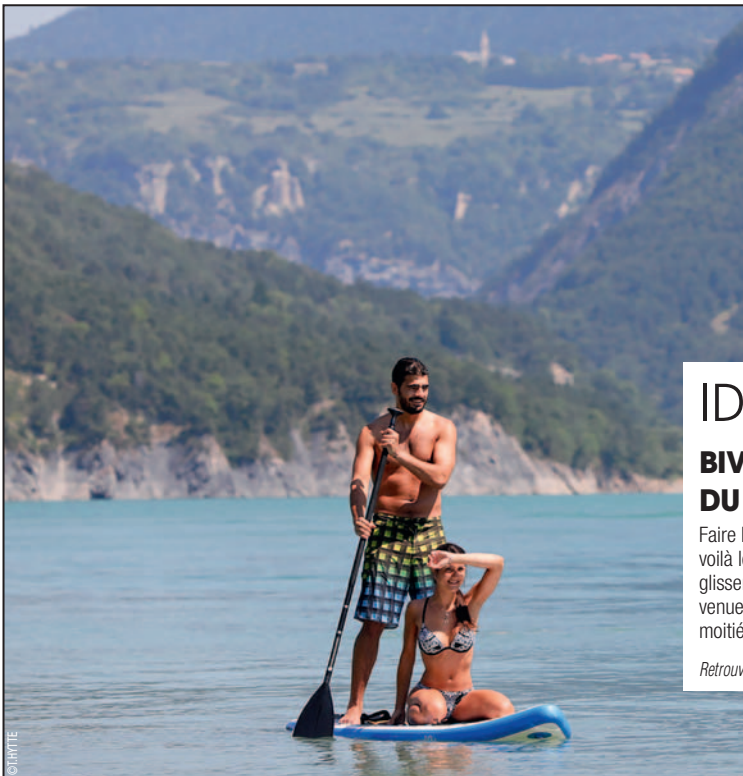 ID
BIV
DU
Faire
voilà
glisse
venue
moitié
Retrouv
©T.HYTTE